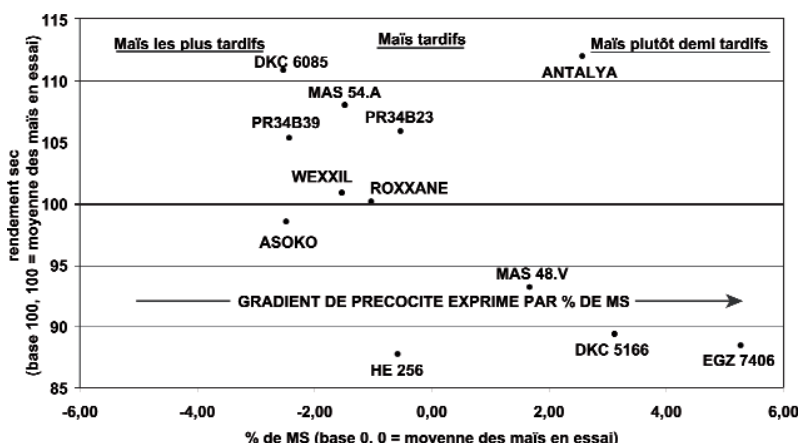 rendement sec
(base 100, 100 = moyenne des maïs en essai)
115
110
105
100
95
90
85
Maïs les plus tardifs
Maïs tardifs
Maïs plutôt demi tardifs
DKC 6085
ANTALYA
MAS 54.A
PR34B39
PR34B23
WEXXIL
ROXXANE
ASOKO
MAS 48.V
GRADIENT DE PRECOCITE EXPRIME PAR % DE MS
DKC 5166
EGZ 7406
HE 256
-6,00
-4,00
-2,00
0,00
2,00
4,00
6,00
% de MS (base 0, 0 = moyenne des maïs en essai)